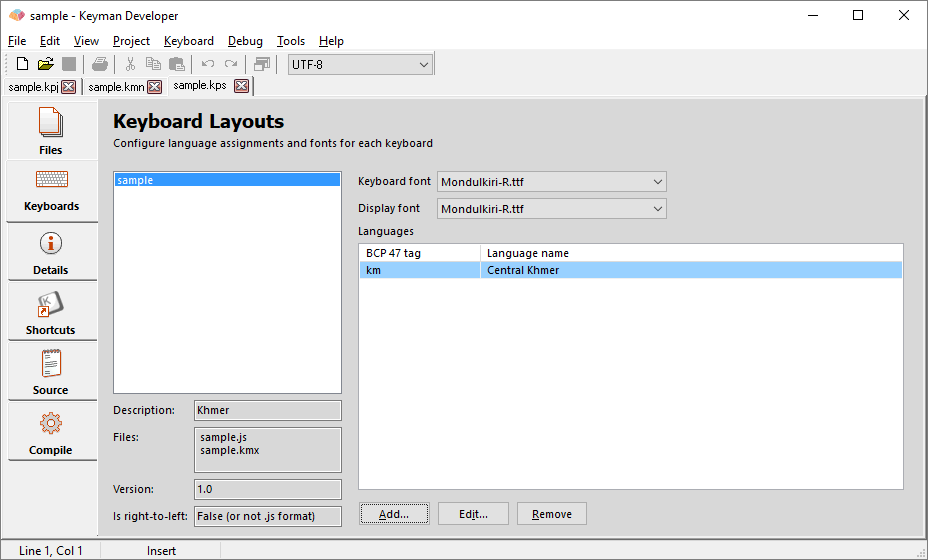 sample - Keyman Developer
File Edit View Project Keyboard Debug Tools Help
UTF-8
sample.kpj sample.kmn sample.kps
Files
Keyboards
Details
Shortcuts
Source
Compile
Keyboard Layouts
Configure language assignments and fonts for each keyboard
sample
Description: Khmer
Files: sample.js
sample.kmx
Version: 1.0
Is right-to-left: False (or not .js format)
Keyboard font Mondulkiri-R.ttf
Display font Mondulkiri-R.ttf
Languages
BCP 47 tag Language name
km Central Khmer
Add... Edit... Remove
Line 1, Col 1 Insert